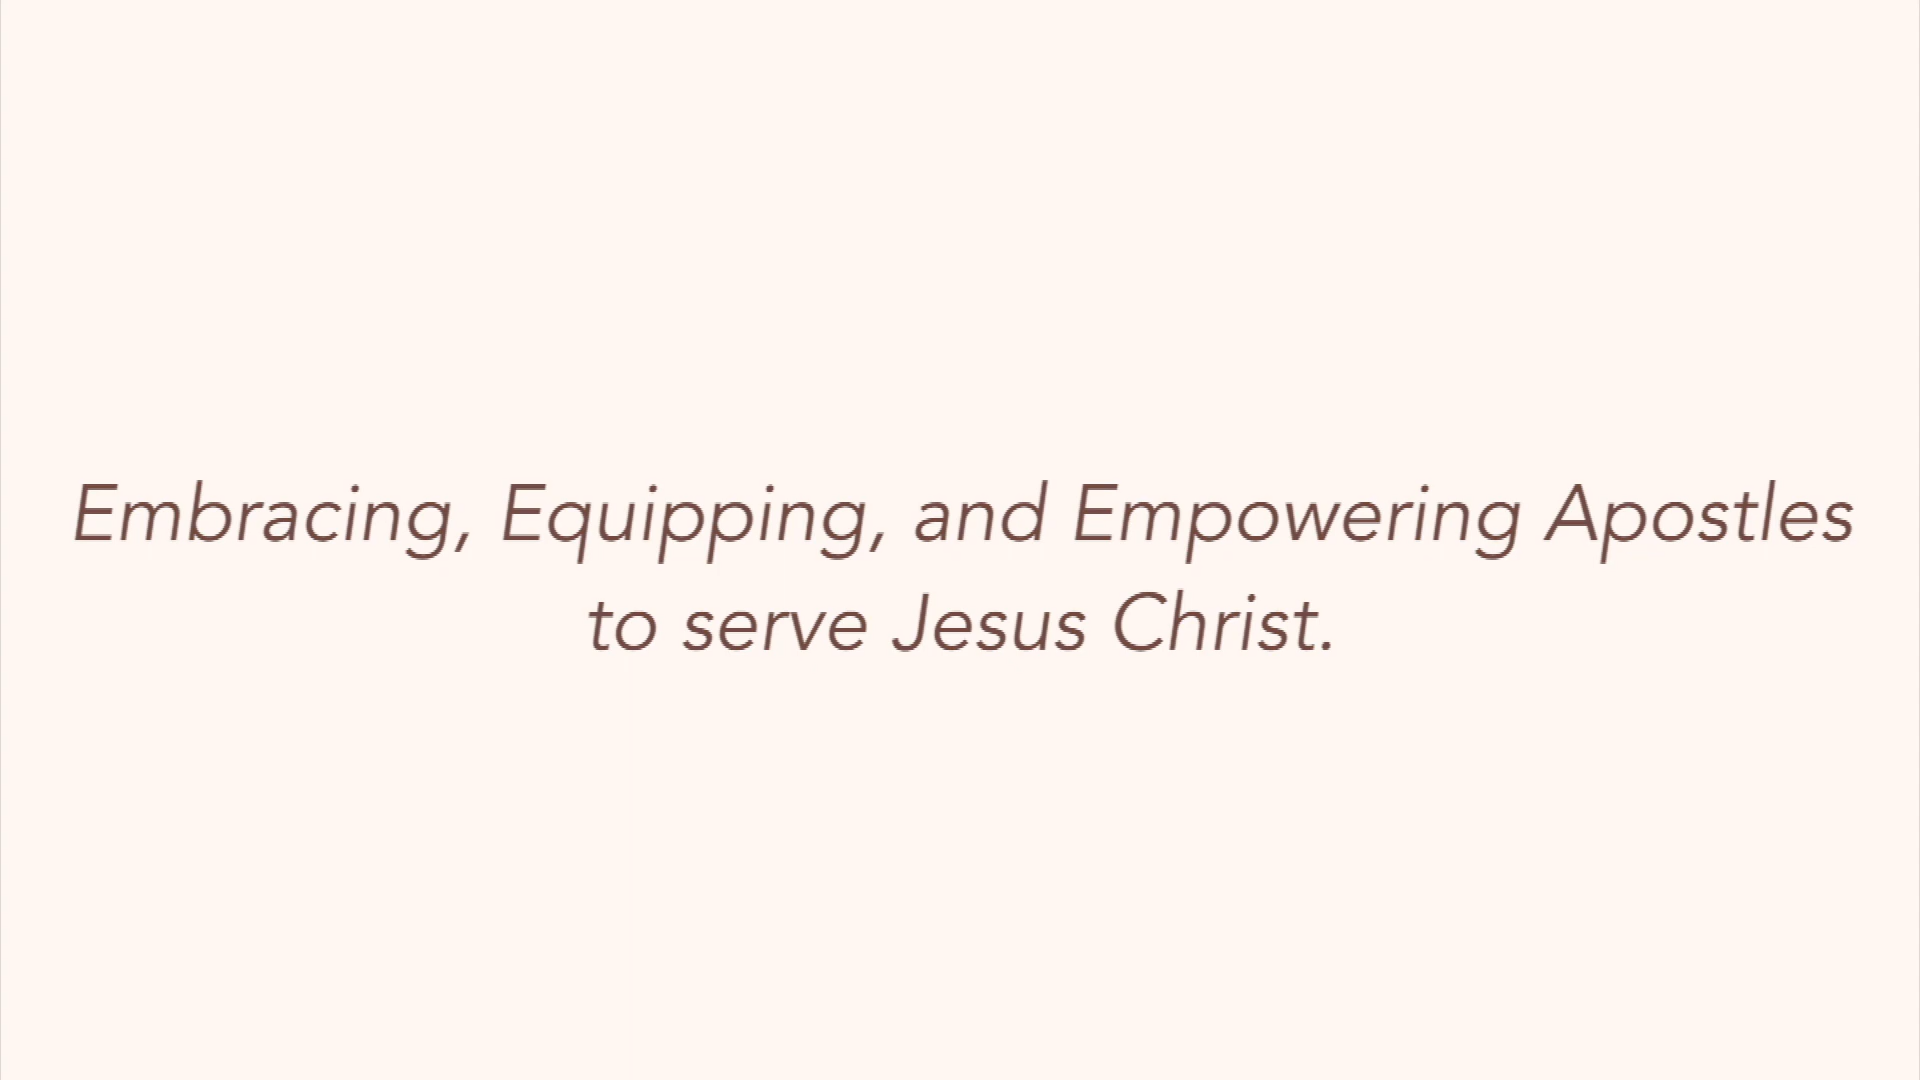 Embracing, Equipping, and Empowering Apostles
to serve Jesus Christ.